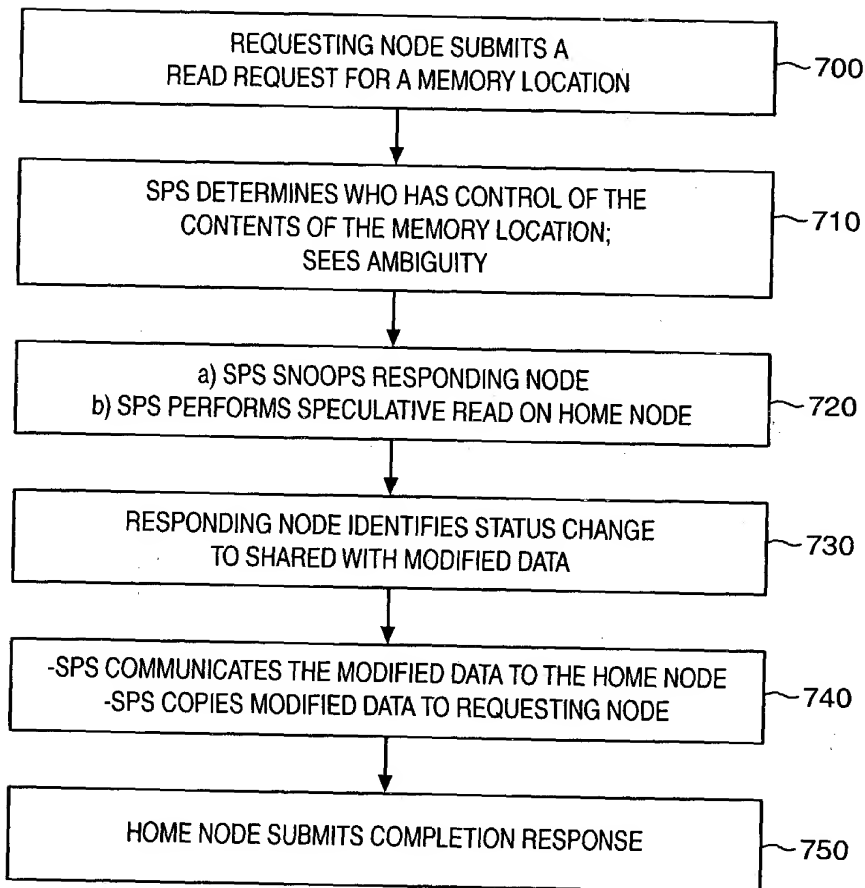 REQUESTING NODE SUBMITS A
READ REQUEST FOR A MEMORY LOCATION
700
SPS DETERMINES WHO HAS CONTROL OF THE
CONTENTS OF THE MEMORY LOCATION;
SEES AMBIGUITY
710
a) SPS SNOOPS RESPONDING NODE
b) SPS PERFORMS SPECULATIVE READ ON HOME NODE
720
RESPONDING NODE IDENTIFIES STATUS CHANGE
TO SHARED WITH MODIFIED DATA
730
-SPS COMMUNICATES THE MODIFIED DATA TO THE HOME NODE
-SPS COPIES MODIFIED DATA TO REQUESTING NODE
740
HOME NODE SUBMITS COMPLETION RESPONSE
750